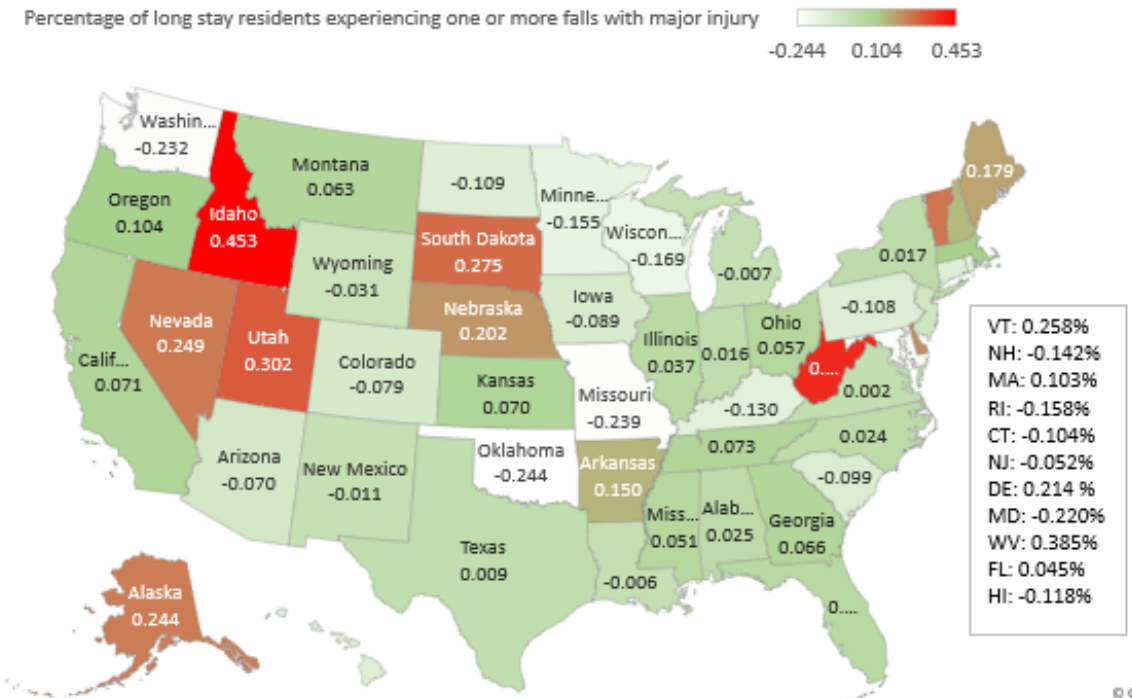 Percentage of long stay residents experiencing one or more falls with major injury
-0.244 0.104 0.453
Washin...
-0.232
Montana
0.063
-0.109
Minne...
-0.155
0.179
Oregon
0.104
Idaho
0.453
South Dakota
0.275
Wiscon...
-0.169
0.017
Wyoming
-0.031
-0.007
Nebraska
0.202
Iowa
-0.089
-0.108
Nevada
0.249
Utah
0.302
Colorado
-0.079
Illinois
0.037
0.016
Ohio
0.057
0....
Calif...
0.071
Kansas
0.070
Missouri
-0.239
-0.130
0.002
Arizona
-0.070
New Mexico
-0.011
Oklahoma
-0.244
Arkansas
0.150
0.073
0.024
-0.099
Miss...
0.051
Alab...
0.025
Georgia
0.066
Texas
0.009
-0.006
0....
Alaska
0.244
VT: 0.258%
NH: -0.142%
MA: 0.103%
RI: -0.158%
CT: -0.104%
NJ: -0.052%
DE: 0.214 %
MD: -0.220%
WV: 0.385%
FL: 0.045%
HI: -0.118%